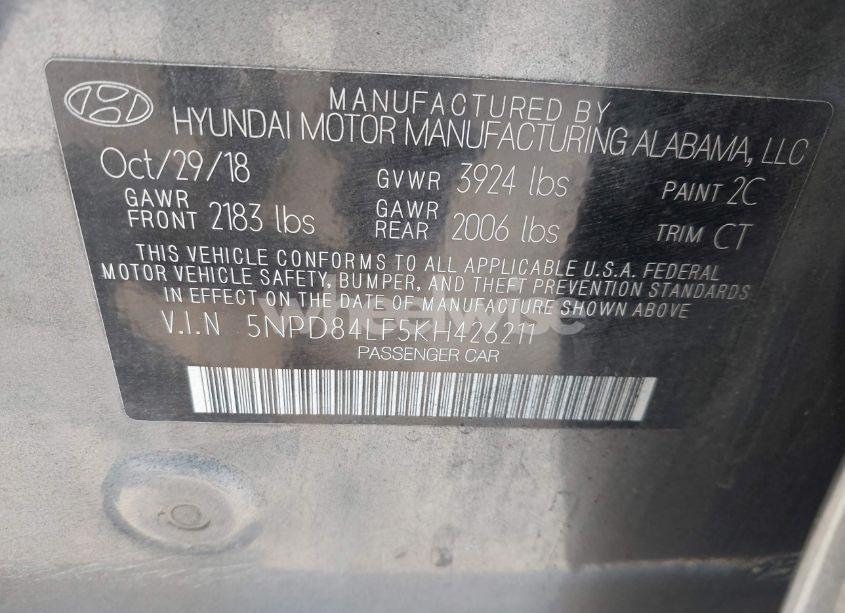 MANUFACTURED BY
HYUNDAI MOTOR MANUFACTURING ALABAMA, LLC
Oct/29/18 GVWR 3924 lbs PAINT 2C
GAWR FRONT 2183 lbs GAWR REAR 2006 lbs TRIM CT
THIS VEHICLE CONFORMS TO ALL APPLICABLE U.S.A. FEDERAL
MOTOR VEHICLE SAFETY, BUMPER, AND THEFT PREVENTION STANDARDS
IN EFFECT ON THE DATE OF MANUFACTURE SHOWN ABOVE
wheelwise
V.I.N 5NPD84LF5KH426211
PASSENGER CAR